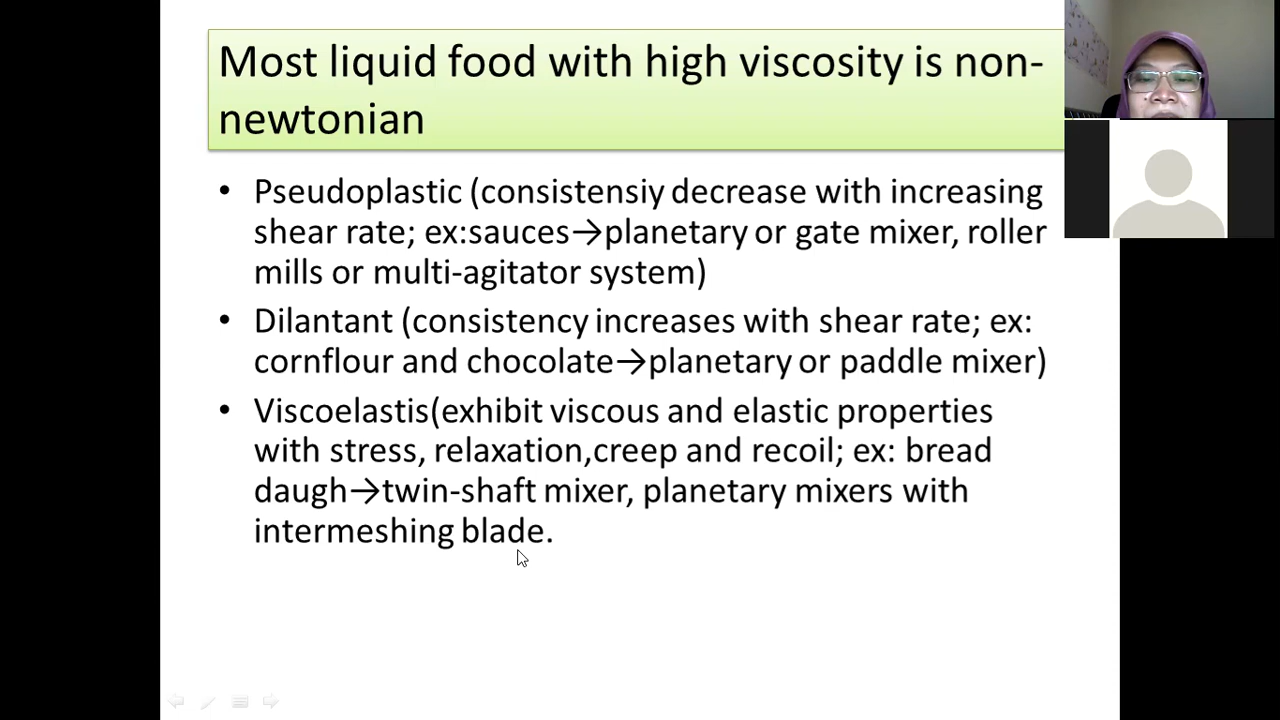 Most liquid food with high viscosity is non-
newtonian
• Pseudoplastic (consistensiy decrease with increasing
shear rate; ex:sauces→planetary or gate mixer, roller
mills or multi-agitator system)
• Dilantant (consistency increases with shear rate; ex:
cornflour and chocolate→planetary or paddle mixer)
• Viscoelastis(exhibit viscous and elastic properties
with stress, relaxation,creep and recoil; ex: bread
daugh→twin-shaft mixer, planetary mixers with
intermeshing blade.